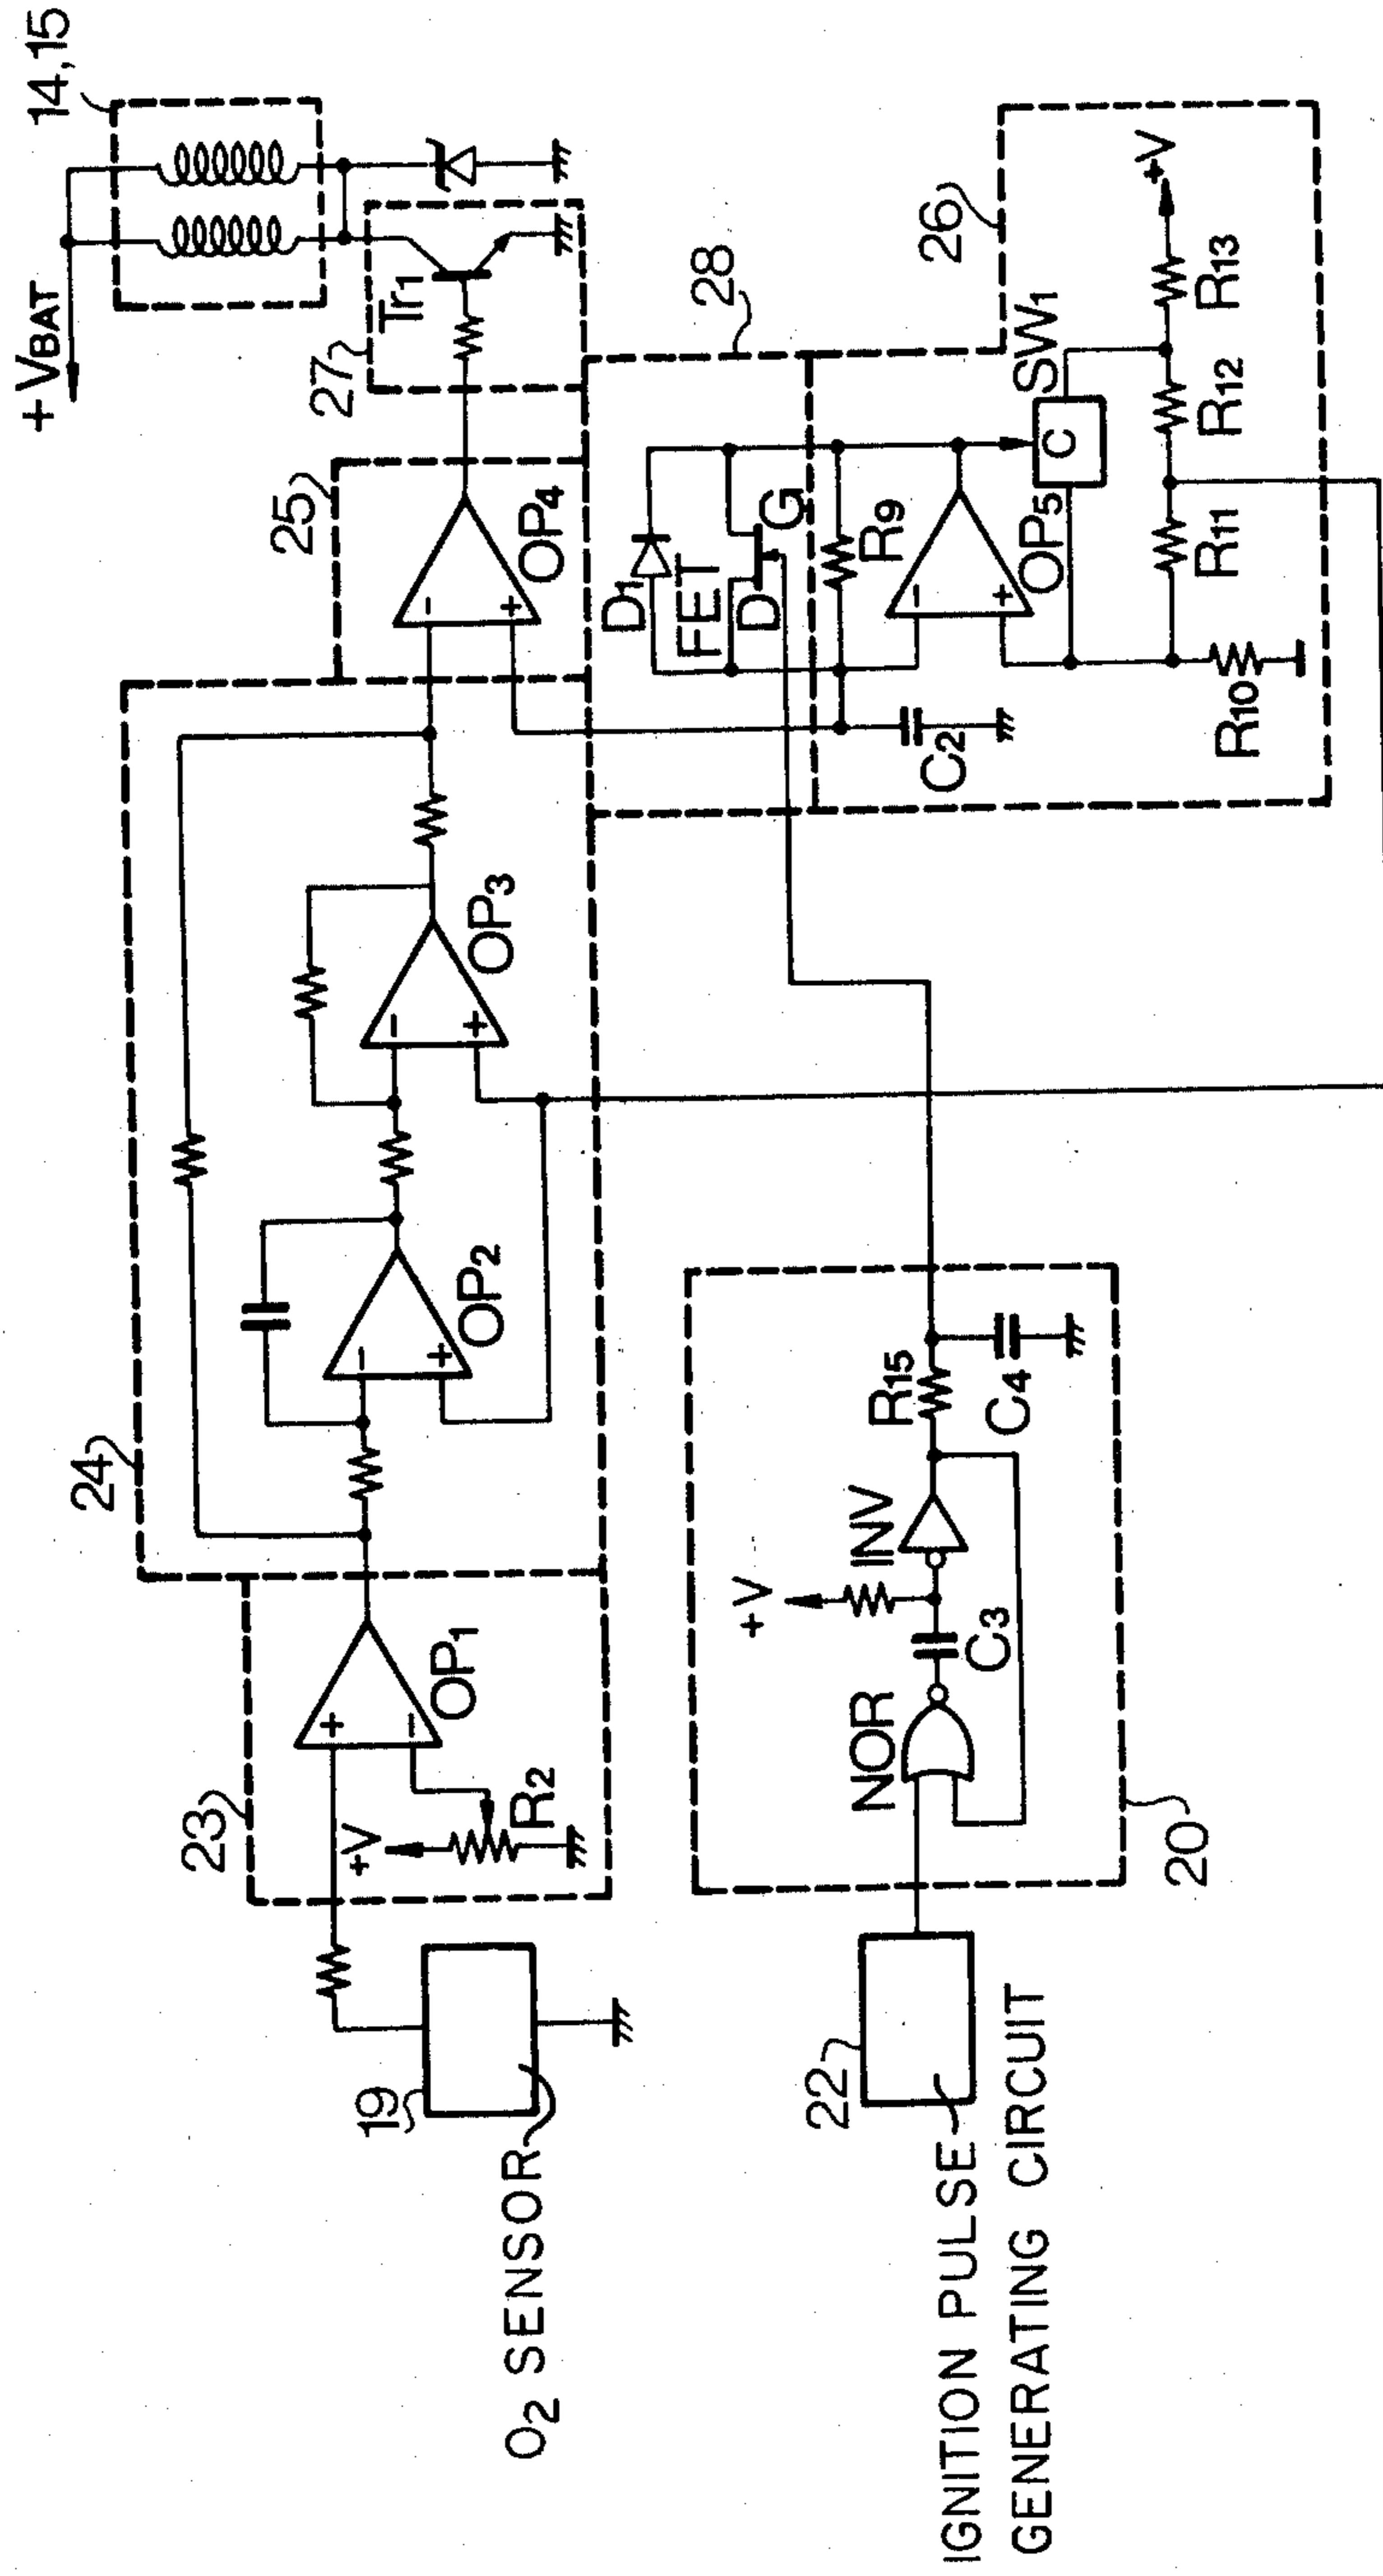 14,15
+ VBAT
27
Tr1
25
OP4
24
OP3
OP2
23
OP1
+V
R2
19
O2 SENSOR
28
26
D1
FET
D
G
R9
OP5
C2
SW1
C
+V
R13
R12
R11
R10
+V
INV
R15
C4
C3
NOR
20
22
IGNITION PULSE
GENERATING CIRCUIT